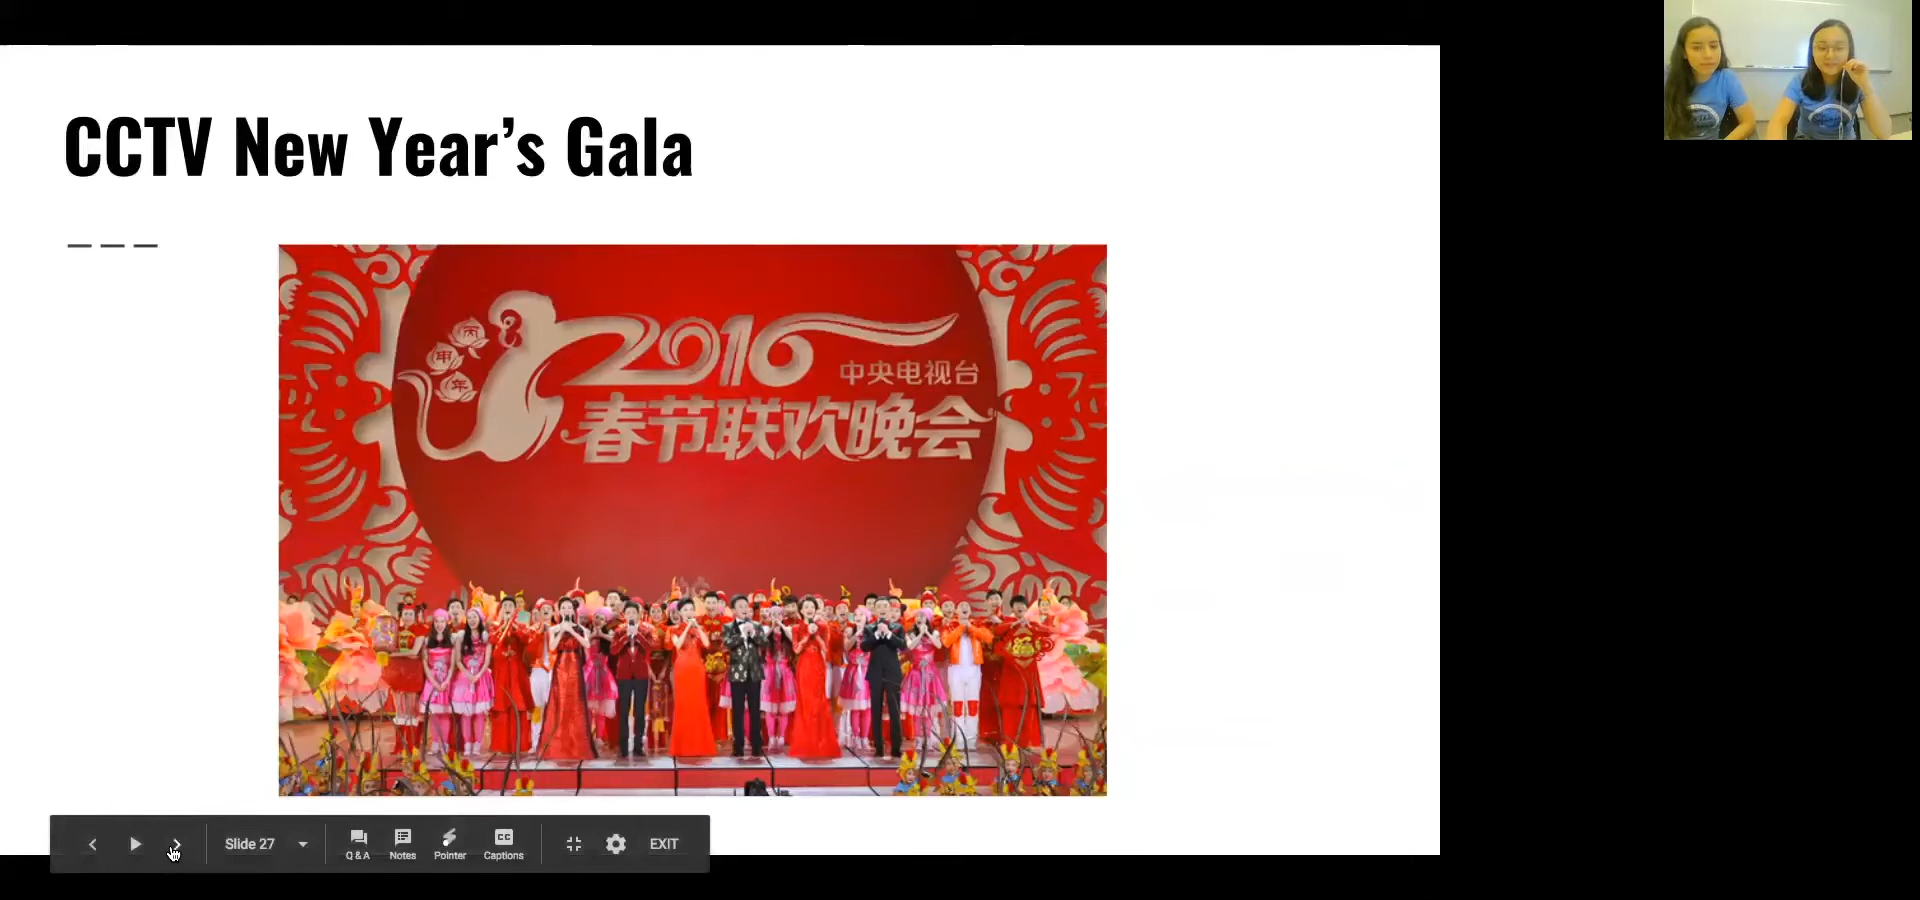 CCTV New Year's Gala
2016
丙
申
年
中央电视台
春节联欢晚会
Slide 27
Q & A
Notes
Pointer
CC
Captions
EXIT